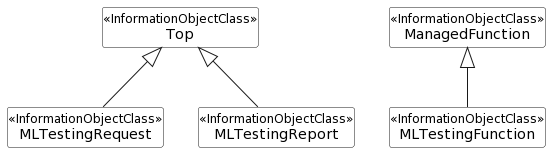 «InformationObjectClass»
Top
«InformationObjectClass»
ManagedFunction
«InformationObjectClass»
MLTestingRequest
«InformationObjectClass»
MLTestingReport
«InformationObjectClass»
MLTestingFunction